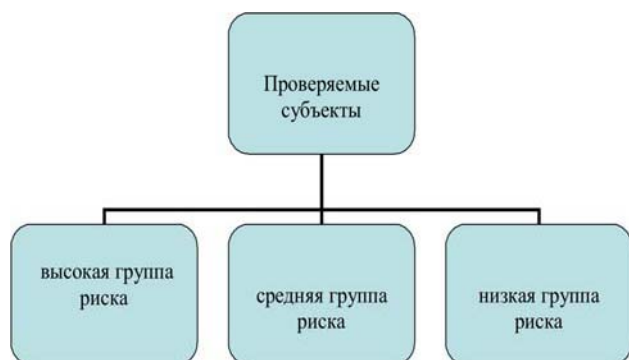 Проверяемые
субъекты
высокая группа
риска
средняя группа
риска
низкая группа
риска